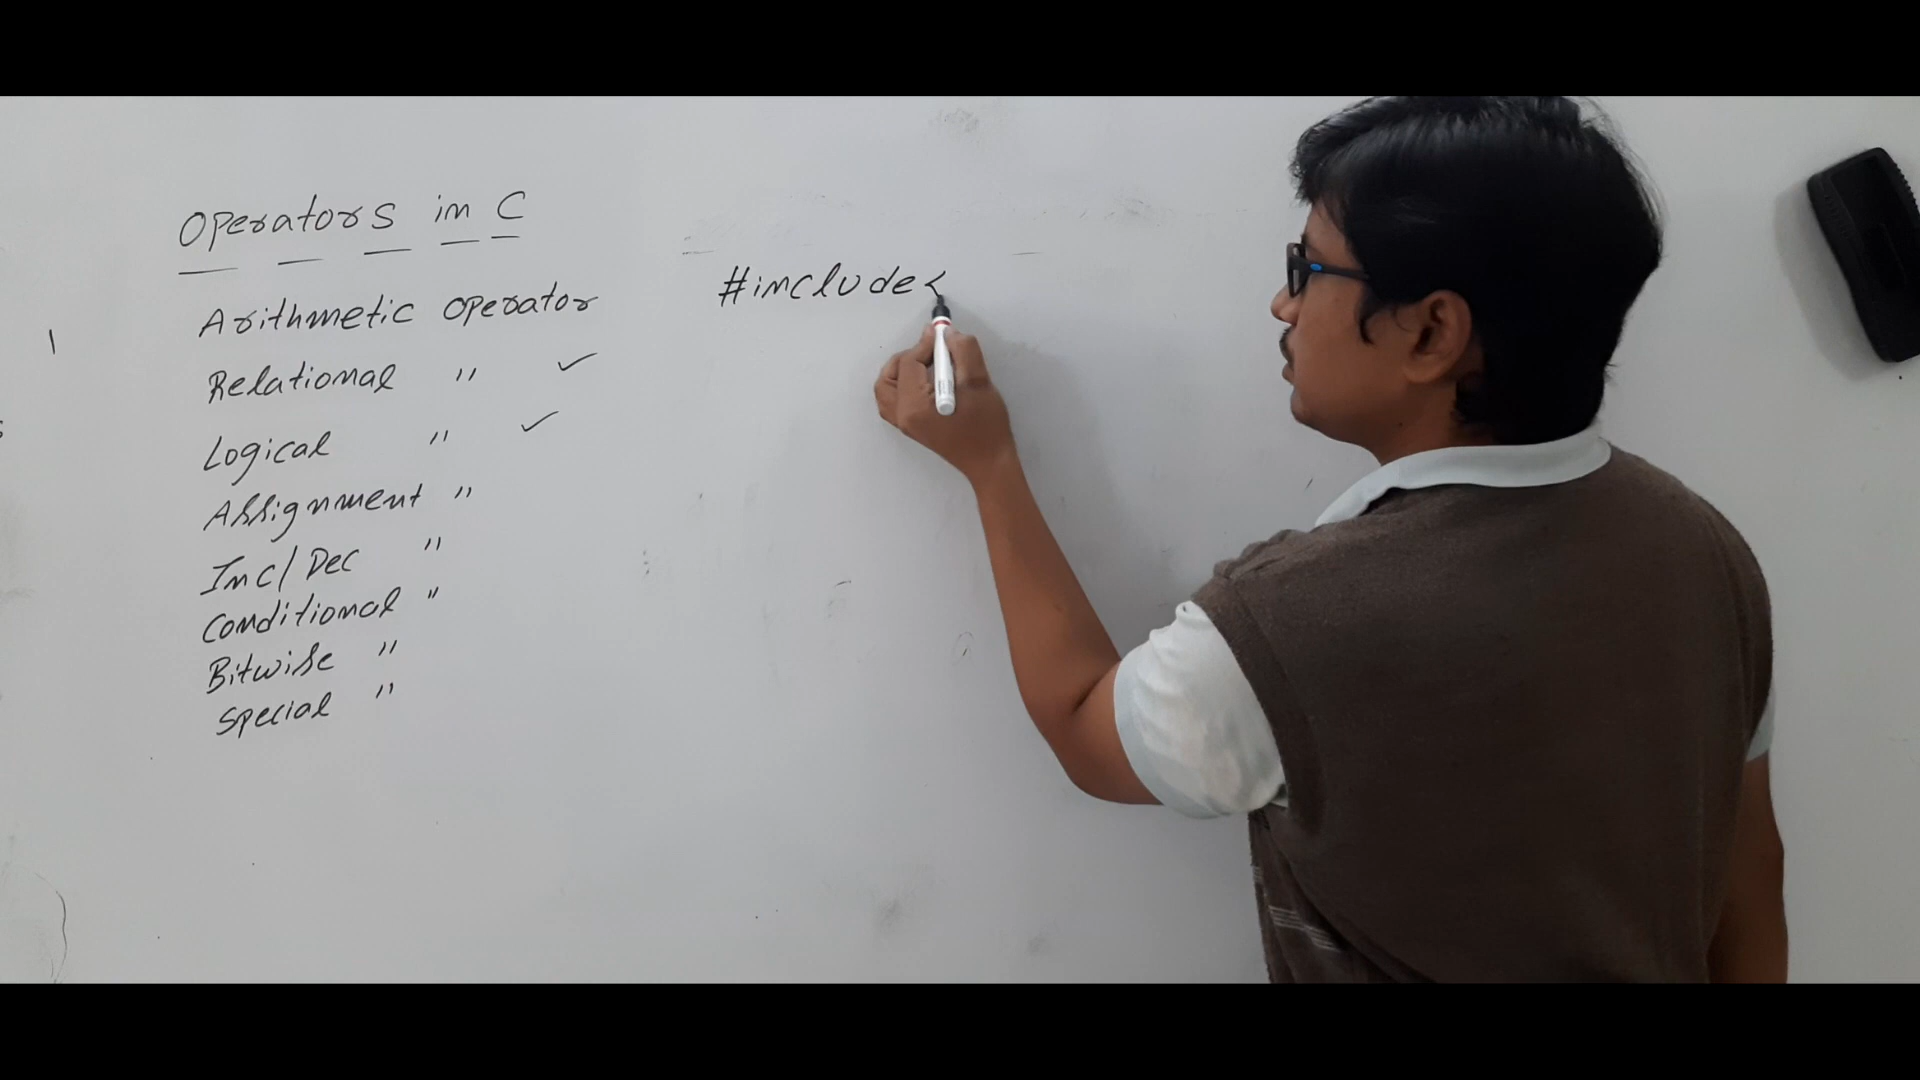 Operators in C
Arithmetic Operator
Relational " ✓
Logical " ✓
Assignment "
Inc/Dec "
Conditional "
Bitwise "
Special "
#include<